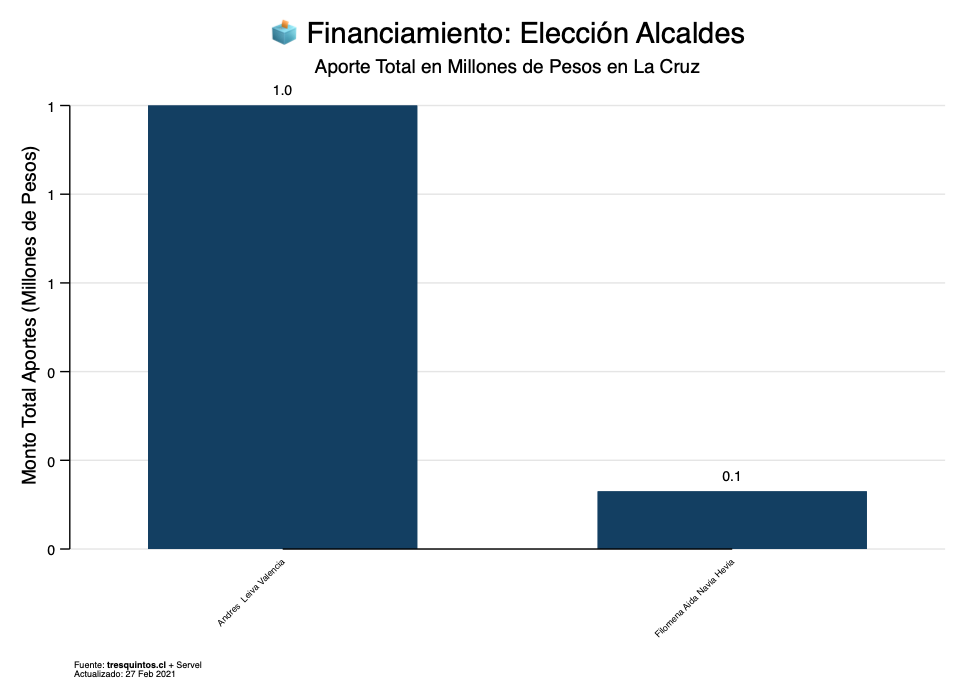 Financiamiento: Elección Alcaldes
Aporte Total en Millones de Pesos en La Cruz
Monto Total Aportes (Millones de Pesos)
1
1
1
0
0
0
1.0
0.1
Andres Leiva Valencia
Filomena Aida Navia Hevia
Fuente: tresquintos.cl + Servel
Actualizado: 27 Feb 2021